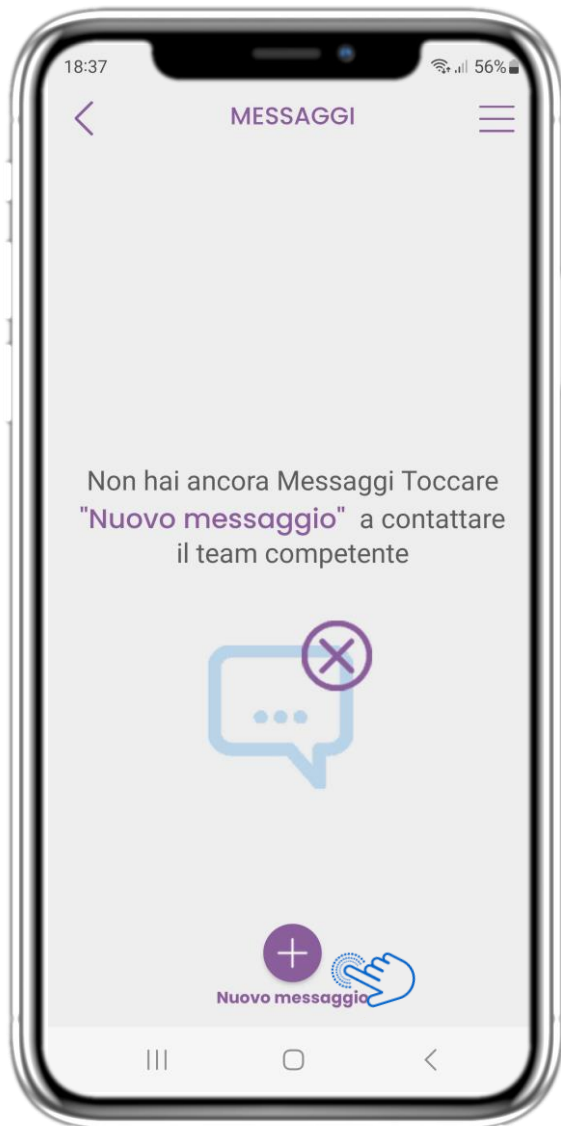 18:37 56%
MESSAGGI
Non hai ancora Messaggi Toccare
"Nuovo messaggio" a contattare
il team competente
Nuovo messaggio